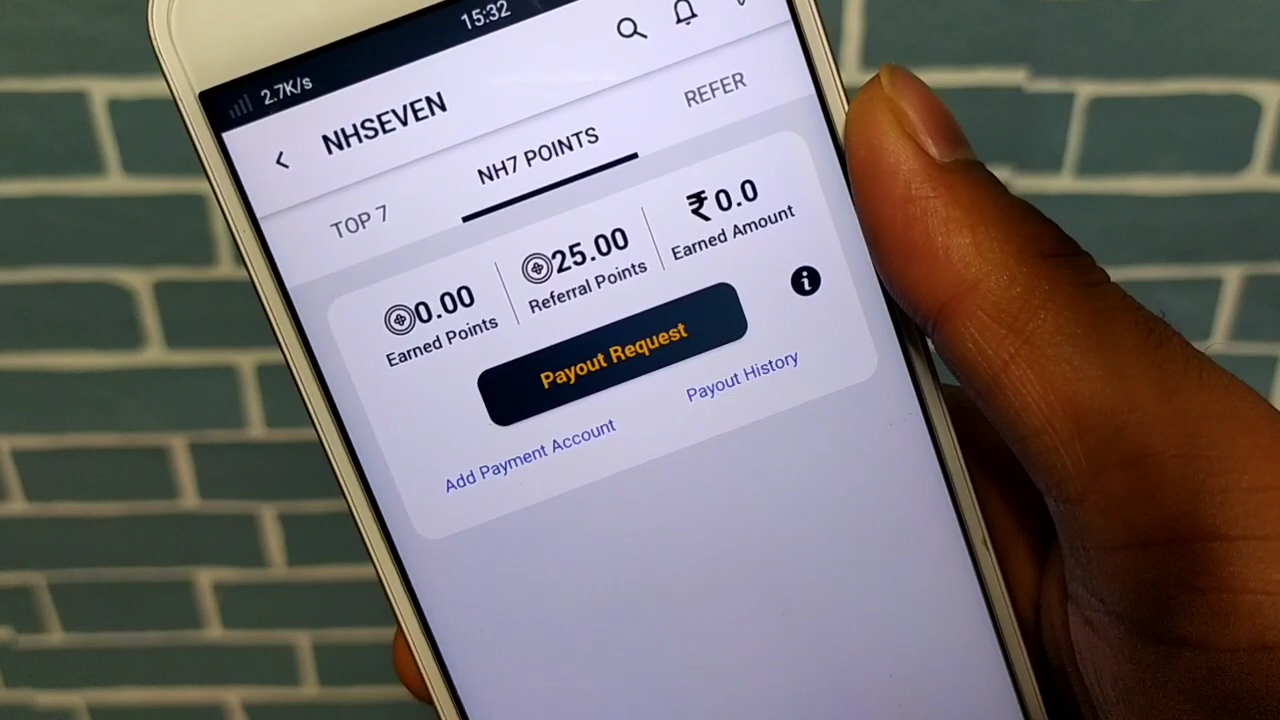 2.7K/s 15:32
NHSEVEN
TOP 7 NH7 POINTS REFER
0.00 25.00 ₹0.0
Earned Points Referral Points Earned Amount
Payout Request
Add Payment Account Payout History